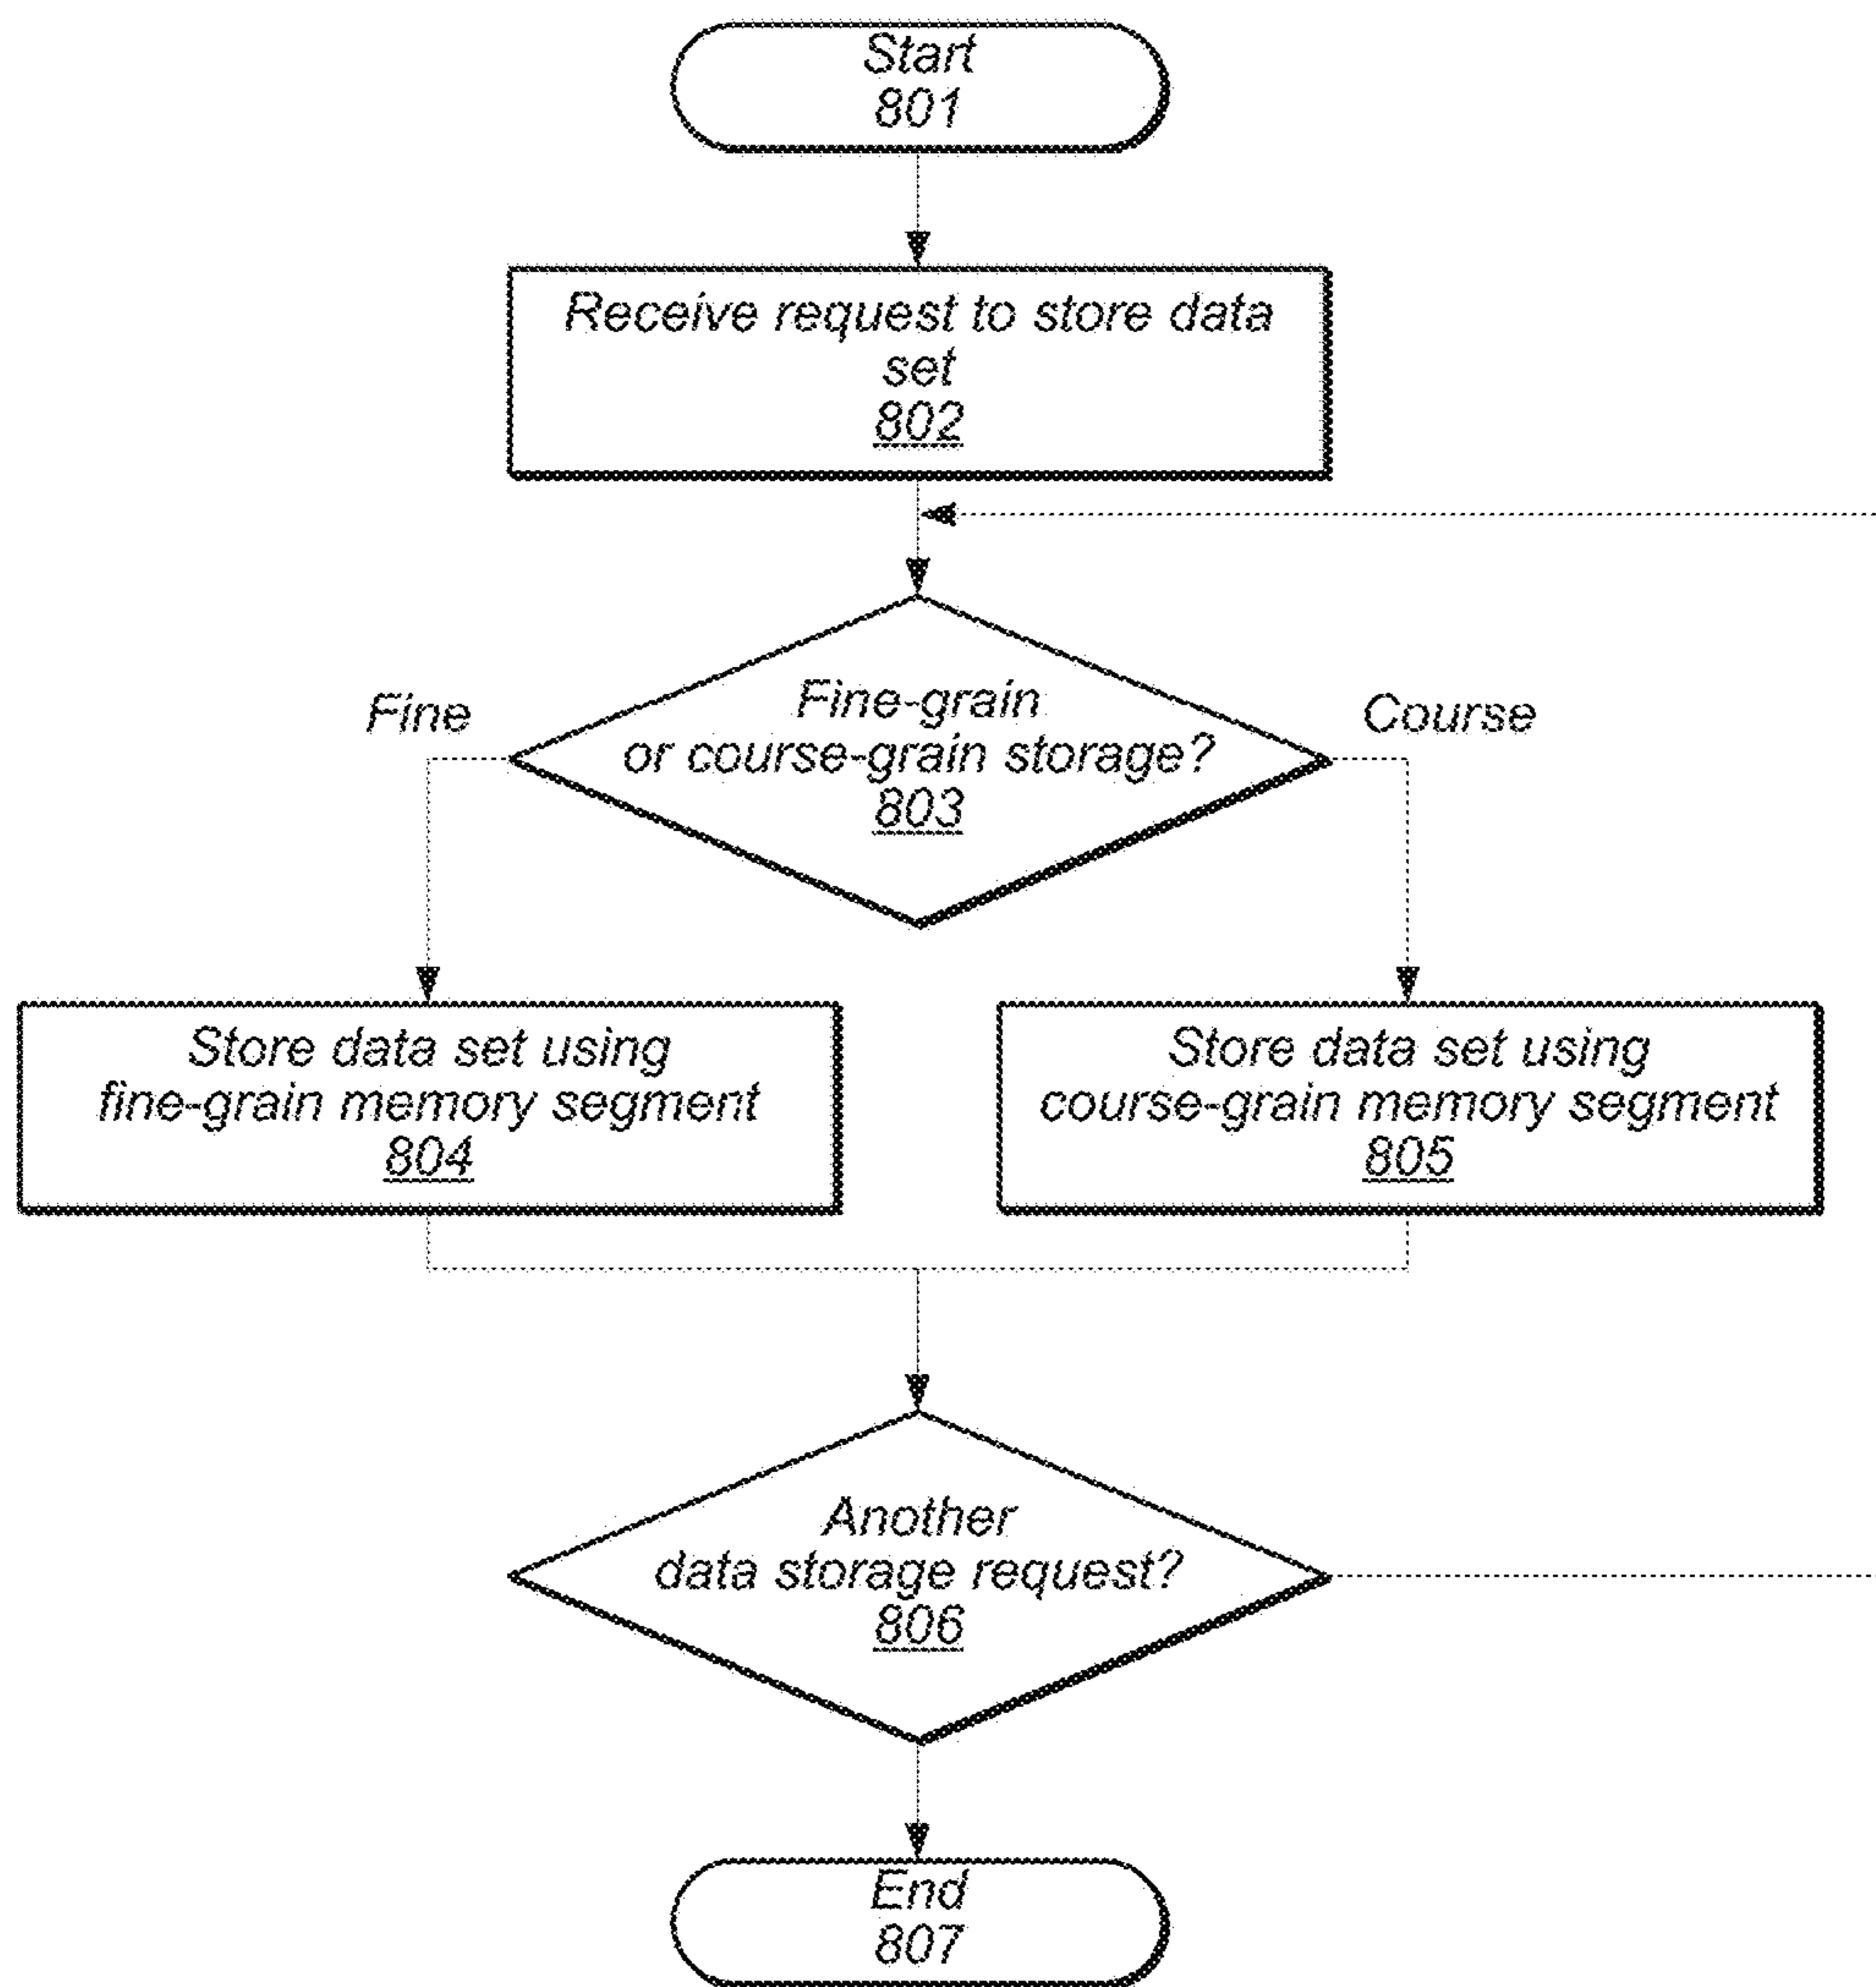 Start
801
Receive request to store data
set
802
Fine-grain
or course-grain storage?
803
Fine
Course
Store data set using
fine-grain memory segment
804
Store data set using
course-grain memory segment
805
Another
data storage request?
806
End
807